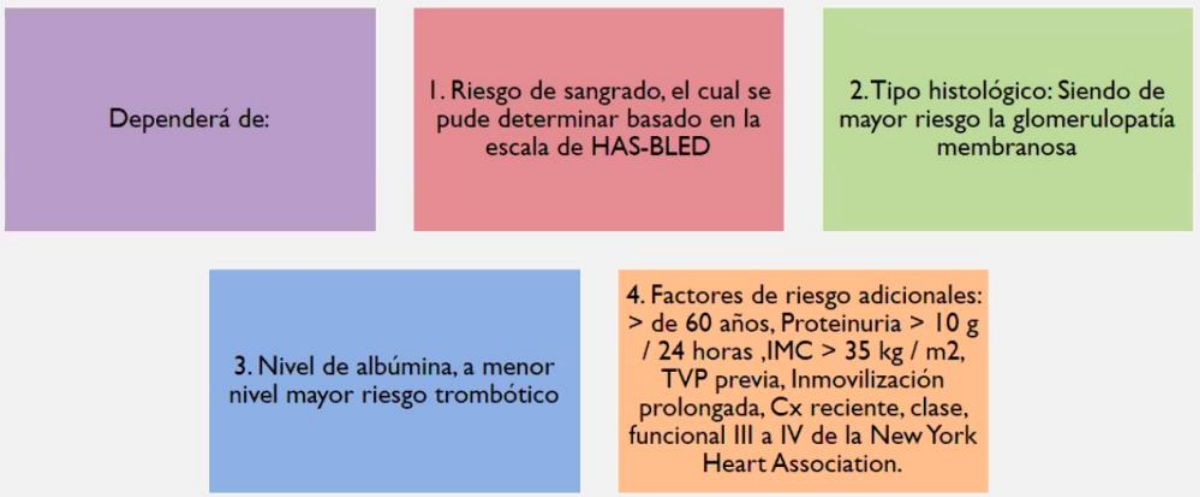 Dependerá de:
1. Riesgo de sangrado, el cual se
pude determinar basado en la
escala de HAS-BLED
2. Tipo histológico: Siendo de
mayor riesgo la glomerulopatía
membranosa
3. Nivel de albúmina, a menor
nivel mayor riesgo trombótico
4. Factores de riesgo adicionales:
> de 60 años, Proteinuria > 10 g
/ 24 horas ,IMC > 35 kg / m2,
TVP previa, Inmovilización
prolongada, Cx reciente, clase,
funcional III a IV de la New York
Heart Association.